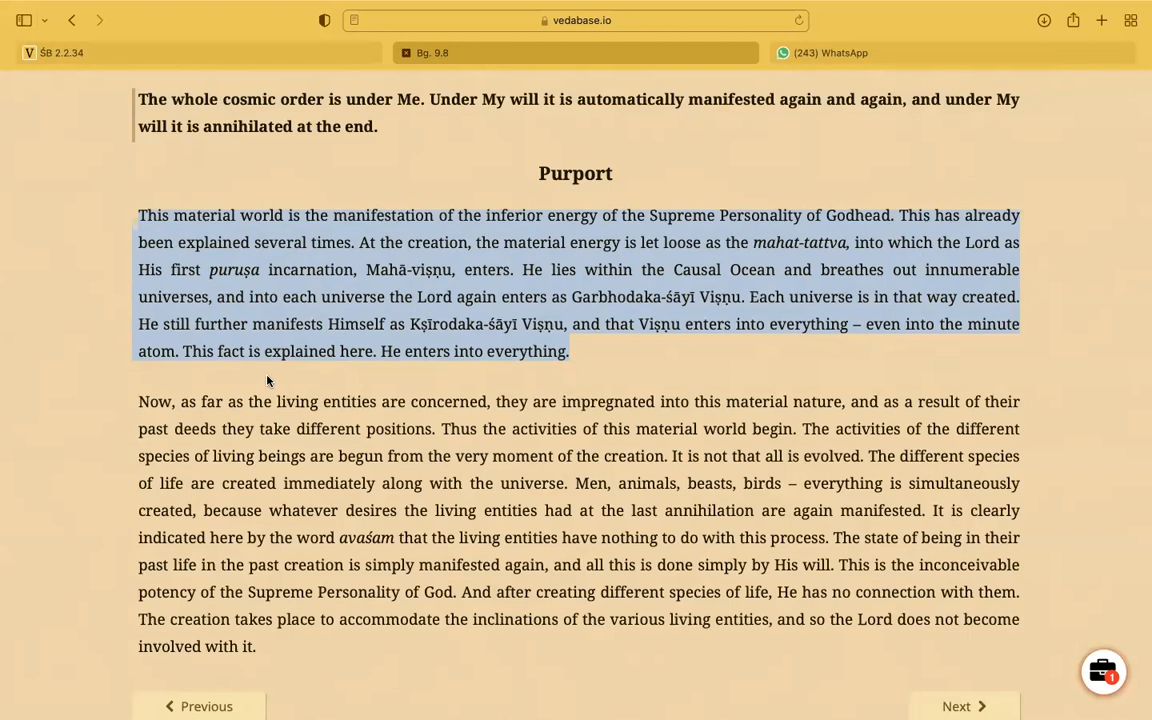 vedabase.io
ŚB 2.2.34
Bg. 9.8
(243) WhatsApp
The whole cosmic order is under Me. Under My will it is automatically manifested again and again, and under My
will it is annihilated at the end.
Purport
This material world is the manifestation of the inferior energy of the Supreme Personality of Godhead. This has already
been explained several times. At the creation, the material energy is let loose as the mahat-tattva, into which the Lord as
His first puruṣa incarnation, Mahā-viṣṇu, enters. He lies within the Causal Ocean and breathes out innumerable
universes, and into each universe the Lord again enters as Garbhodaka-śāyī Viṣṇu. Each universe is in that way created.
He still further manifests Himself as Kṣīrodaka-śāyī Viṣṇu, and that Viṣṇu enters into everything – even into the minute
atom. This fact is explained here. He enters into everything.
Now, as far as the living entities are concerned, they are impregnated into this material nature, and as a result of their
past deeds they take different positions. Thus the activities of this material world begin. The activities of the different
species of living beings are begun from the very moment of the creation. It is not that all is evolved. The different species
of life are created immediately along with the universe. Men, animals, beasts, birds – everything is simultaneously
created, because whatever desires the living entities had at the last annihilation are again manifested. It is clearly
indicated here by the word avaśam that the living entities have nothing to do with this process. The state of being in their
past life in the past creation is simply manifested again, and all this is done simply by His will. This is the inconceivable
potency of the Supreme Personality of God. And after creating different species of life, He has no connection with them.
The creation takes place to accommodate the inclinations of the various living entities, and so the Lord does not become
involved with it.
1
Previous
Next